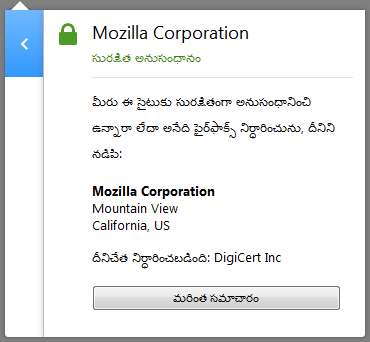 Mozilla Corporation
సురక్షిత అనుసంధానం
మీరు ఈ సైటుకు సురక్షితంగా అనుసంధానించి
ఉన్నారా లేదా అనేది ఫైర్‌ఫాక్స్ నిర్ధారించును, దీనిని
నడిపి:
Mozilla Corporation
Mountain View
California, US
దీనిచేత నిర్ధారించబడింది: DigiCert Inc
మరింత సమాచారం